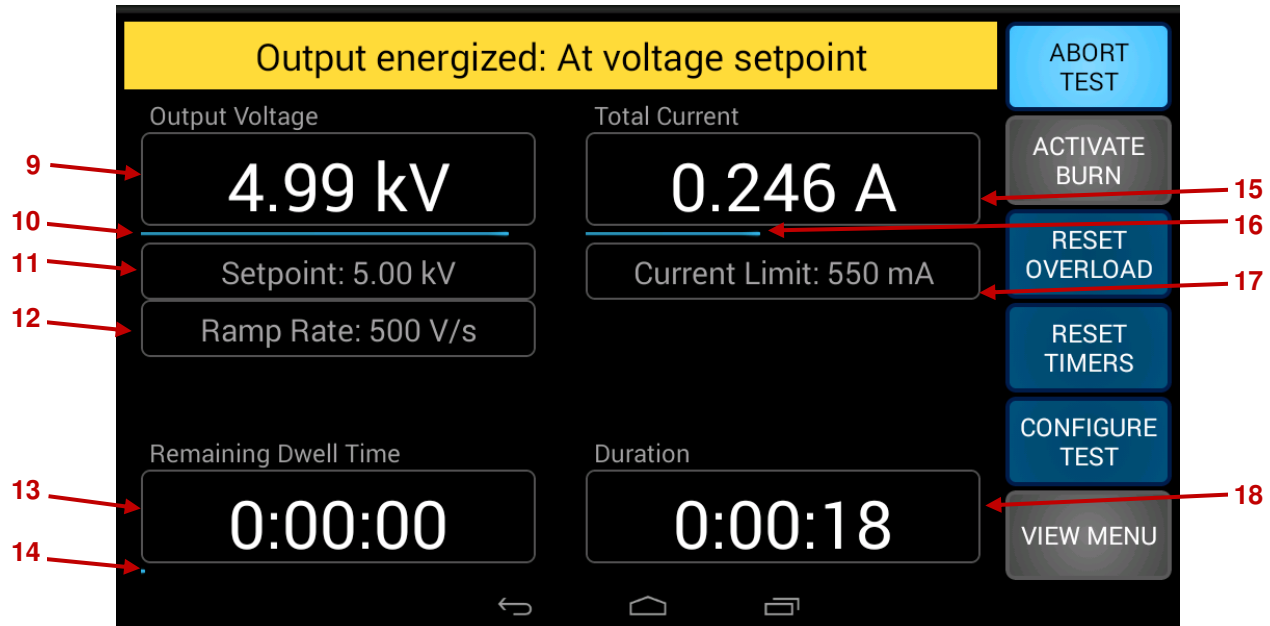 Output energized: At voltage setpoint
ABORT
TEST
Output Voltage
Total Current
ACTIVATE
BURN
9
4.99 kV
0.246 A
15
10
16
RESET
OVERLOAD
11
Setpoint: 5.00 kV
Current Limit: 550 mA
17
12
Ramp Rate: 500 V/s
RESET
TIMERS
CONFIGURE
TEST
Remaining Dwell Time
Duration
13
0:00:00
0:00:18
18
14
VIEW MENU